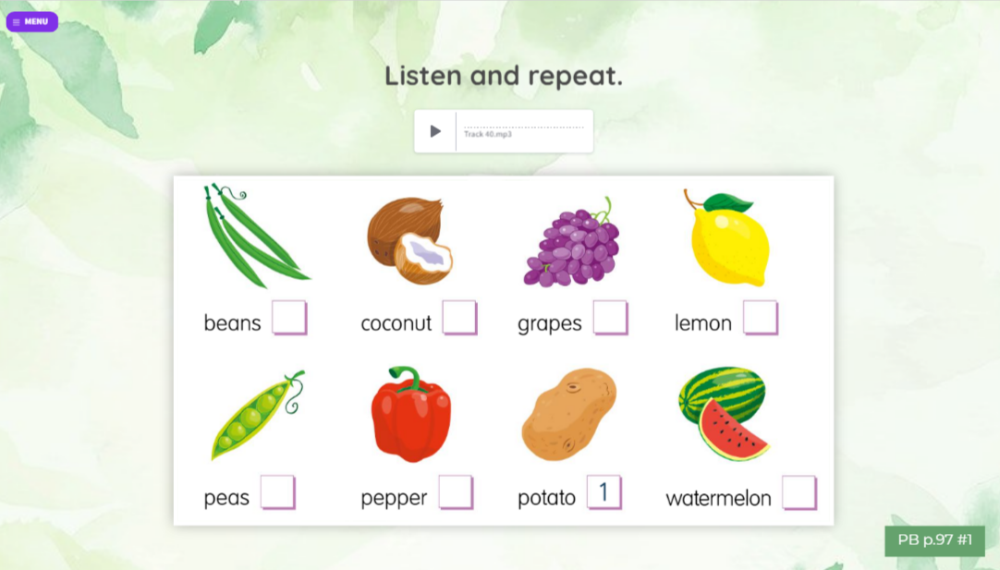 MENU
Listen and repeat.
Track 40.mp3
beans
coconut
grapes
lemon
peas
pepper
potato 1
watermelon
PB p.97 #1